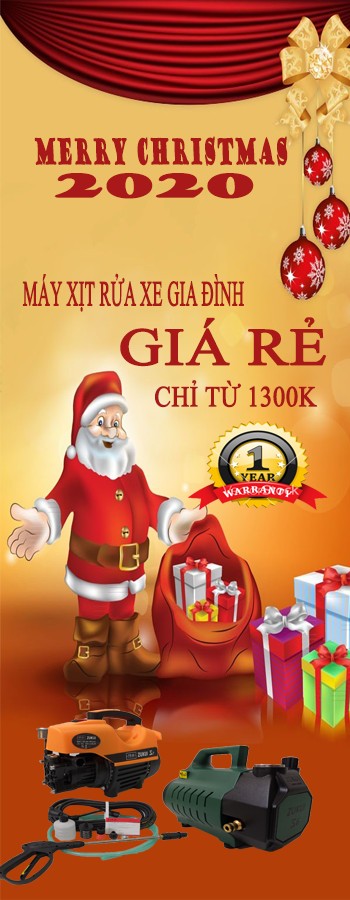 MERRY CHRISTMAS
2020
MÁY XỊT RỬA XE GIA ĐÌNH
GIÁ RẺ
CHỈ TỪ 1300K
1
YEAR
WARRANTY